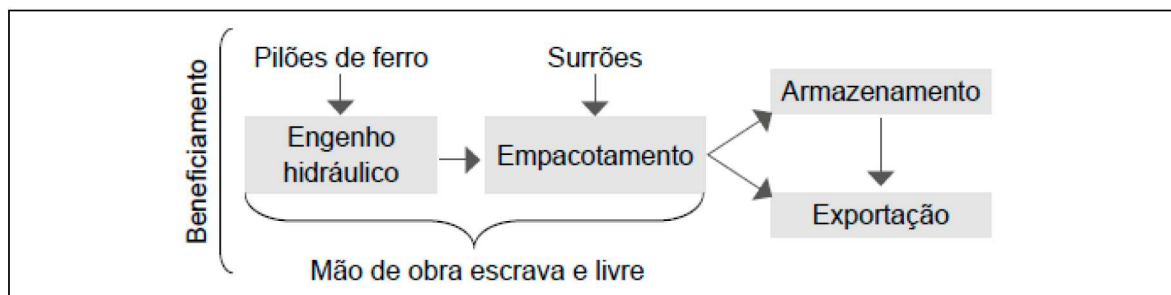 Beneficiamento
Pilões de ferro
Surrões
Engenho
hidráulico
Empacotamento
Armazenamento
Exportação
Mão de obra escrava e livre